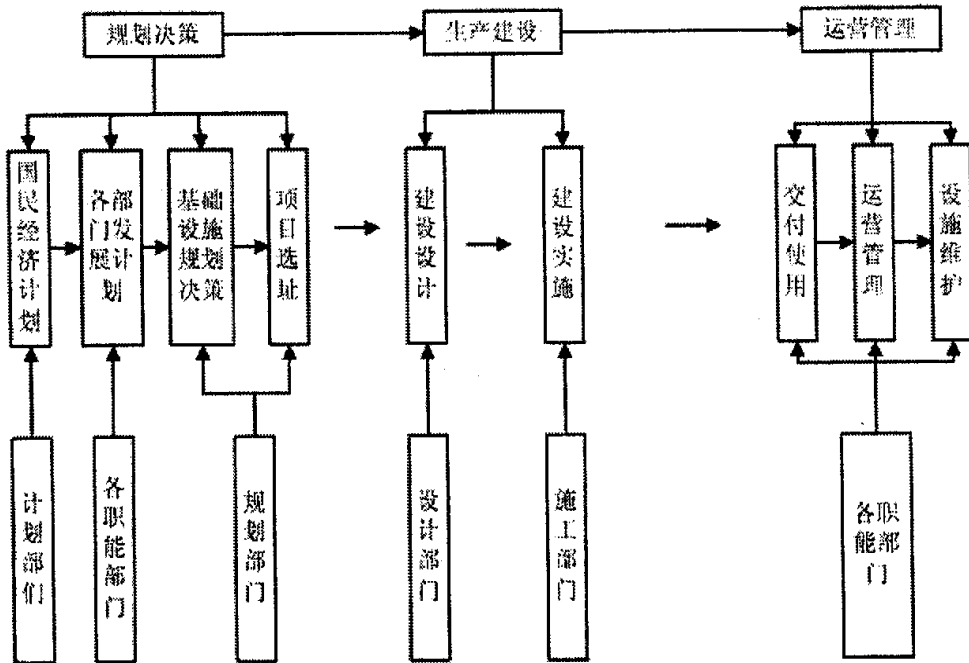 规划决策
生产建设
运营管理
国民经济计划
各部门发展计划
基础设施规划决策
项目选址
建设设计
建设实施
交付使用
运营管理
设施维护
计划部们
各职能部门
规划部门
设计部门
施工部门
各职能部门